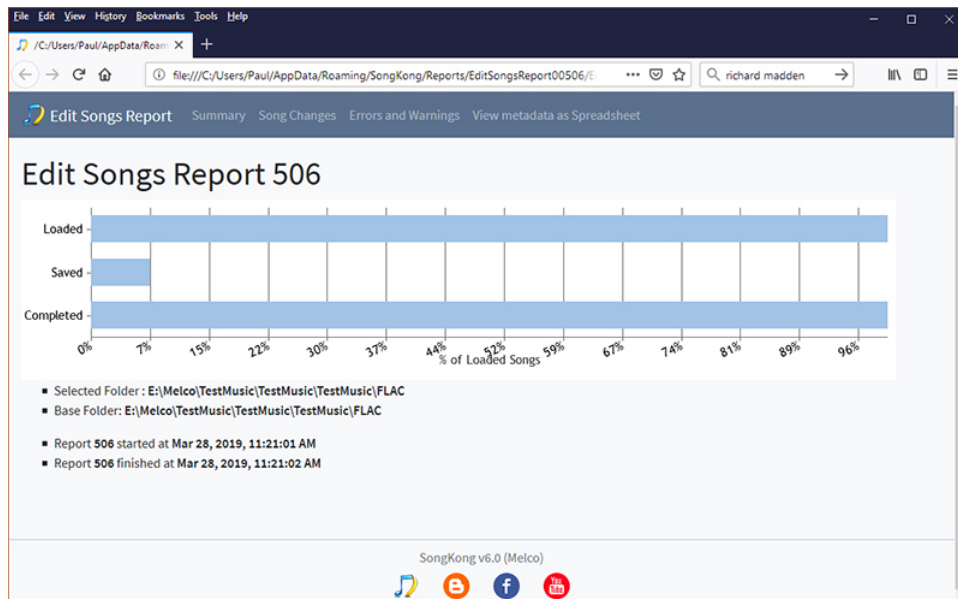 File Edit View History Bookmarks Tools Help
/C:/Users/Paul/AppData/Roam
file:///C:/Users/Paul/AppData/Roaming/SongKong/Reports/EditSongsReport00506/E
richard madden
Edit Songs Report Summary Song Changes Errors and Warnings View metadata as Spreadsheet
Edit Songs Report 506
Loaded
Saved
Completed
0% 7% 15% 22% 30% 37% 44% 52% 59% 67% 74% 81% 89% 96%
% of Loaded Songs
Selected Folder : E:\Melco\TestMusic\TestMusic\TestMusic\FLAC
Base Folder: E:\Melco\TestMusic\TestMusic\TestMusic\FLAC
Report 506 started at Mar 28, 2019, 11:21:01 AM
Report 506 finished at Mar 28, 2019, 11:21:02 AM
SongKong v6.0 (Melco)
You Tube